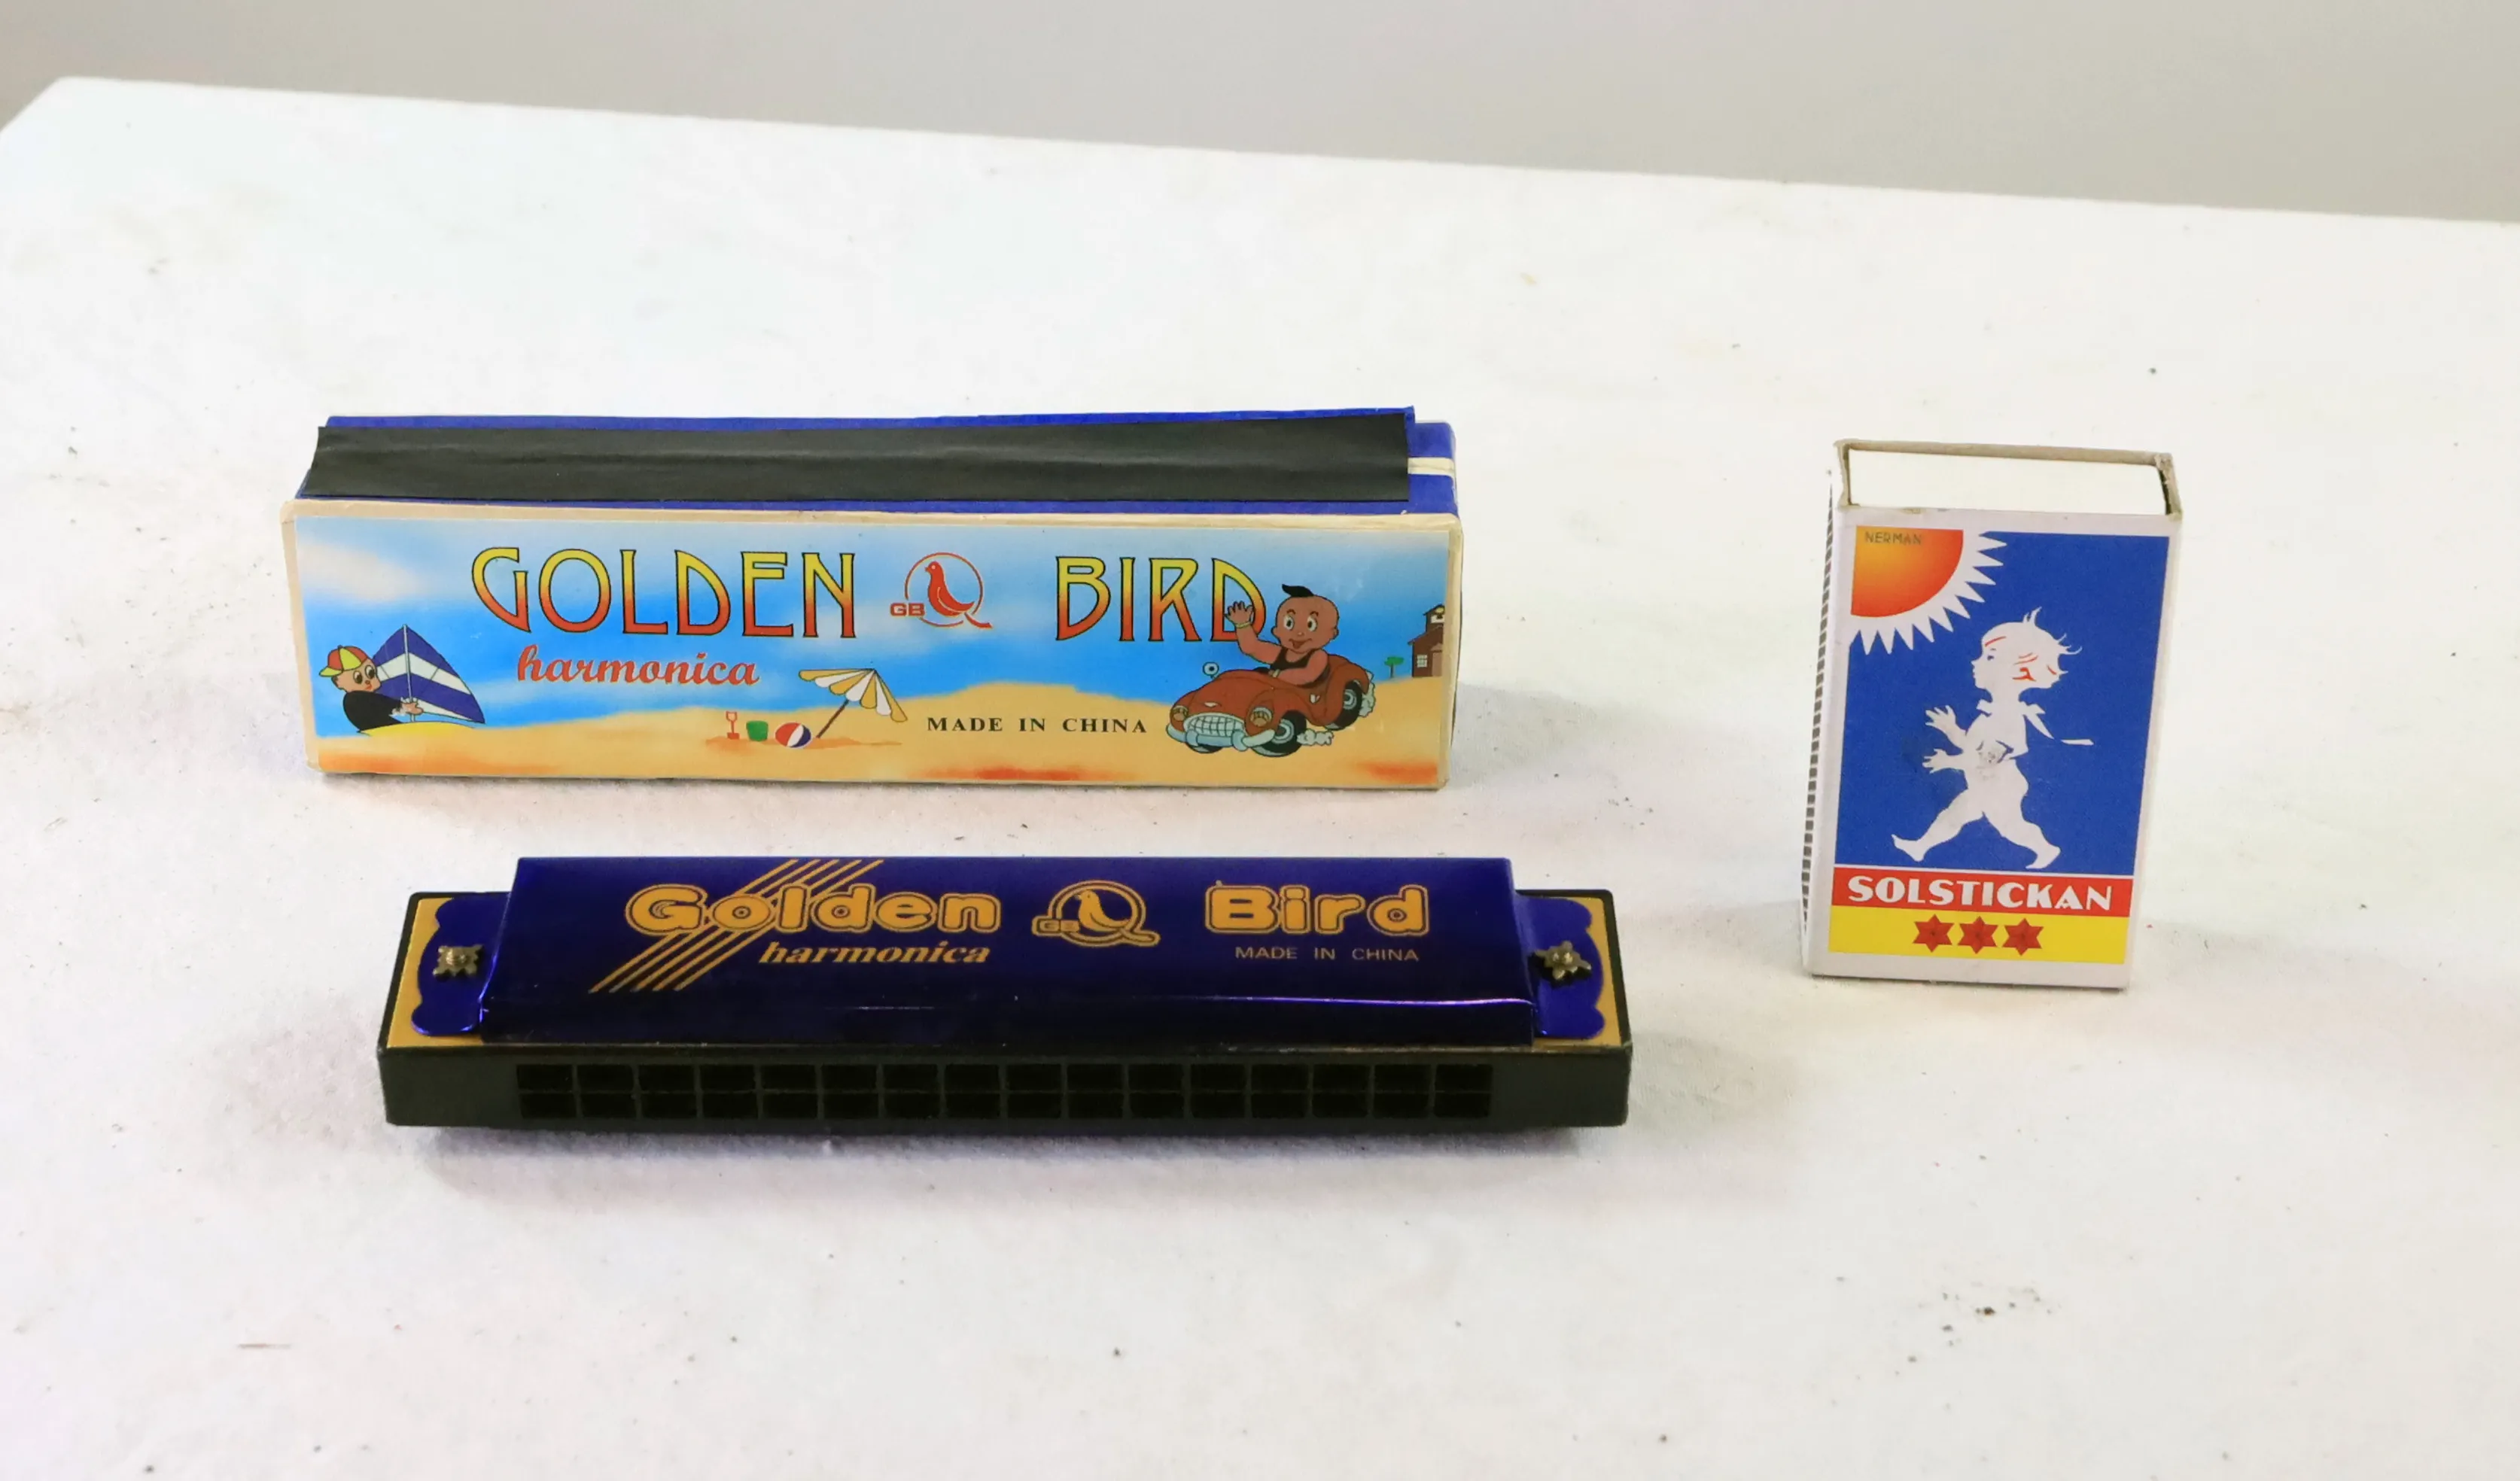 GOLDEN GB BIRD
harmonica
MADE IN CHINA
Golden GB Bird
harmonica
MADE IN CHINA
NERMAN
SOLSTICKAN